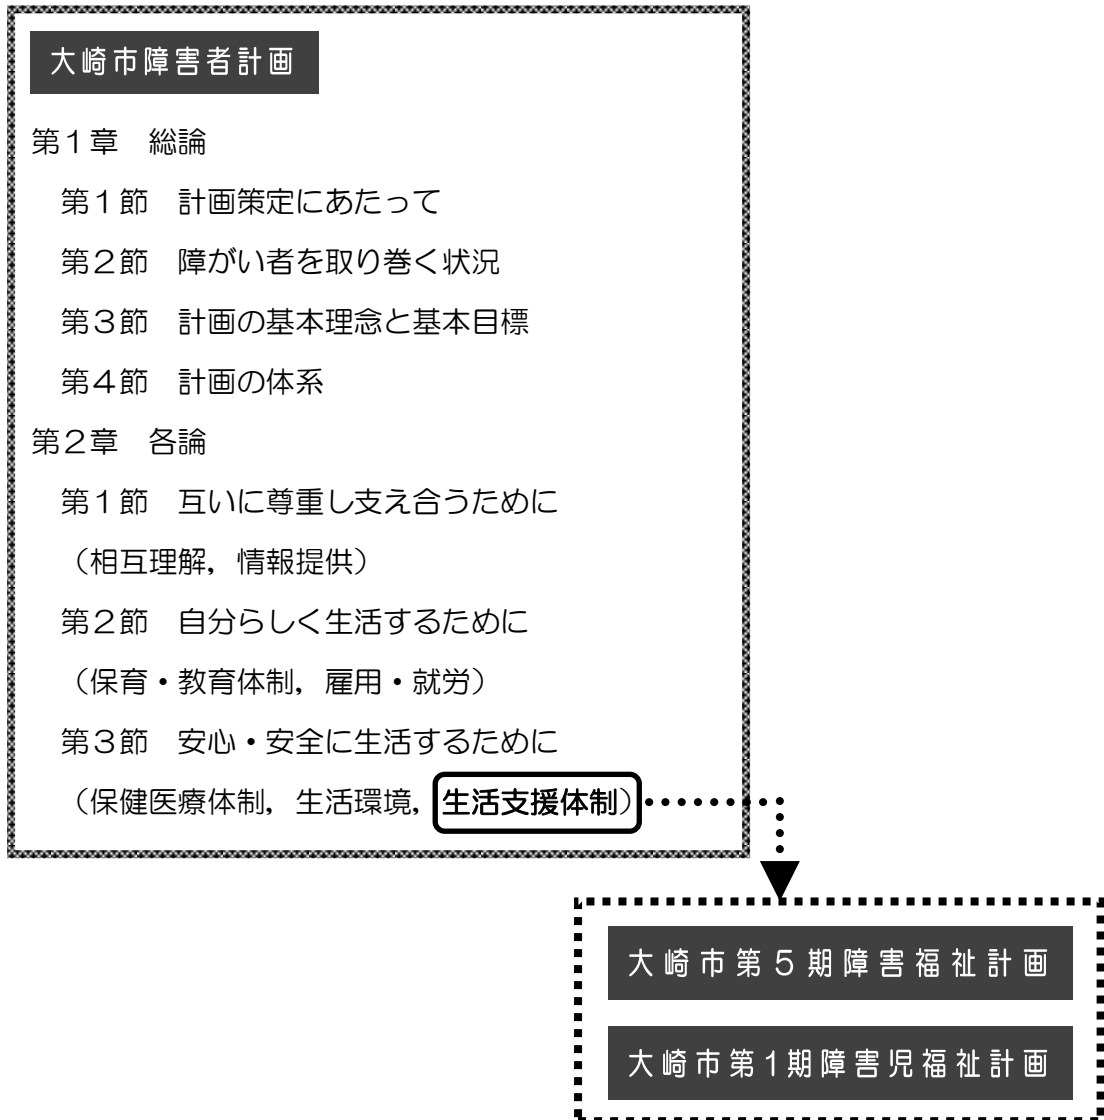 大崎市障害者計画
第１章　総論
第１節　計画策定にあたって
第２節　障がい者を取り巻く状況
第３節　計画の基本理念と基本目標
第４節　計画の体系
第２章　各論
第１節　互いに尊重し支え合うために
（相互理解，情報提供）
第２節　自分らしく生活するために
（保育・教育体制，雇用・就労）
第３節　安心・安全に生活するために
（保健医療体制，生活環境，生活支援体制）
大崎市第５期障害福祉計画
大崎市第１期障害児福祉計画